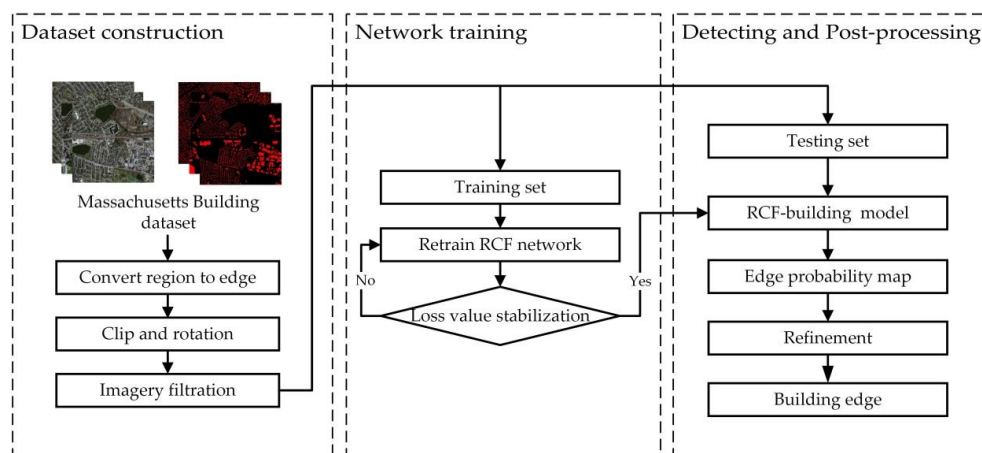 Dataset construction
Massachusetts Building
dataset
Convert region to edge
Clip and rotation
Imagery filtration
Network training
Training set
Retrain RCF network
No
Yes
Loss value stabilization
Detecting and Post-processing
Testing set
RCF-building model
Edge probability map
Refinement
Building edge